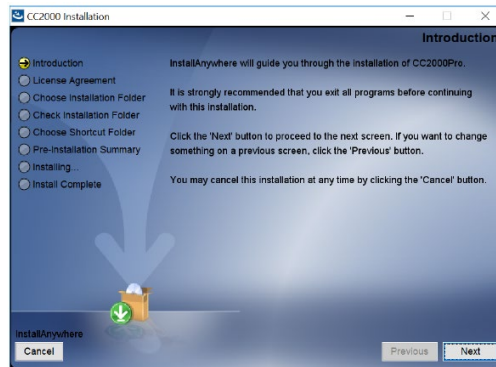 CC2000 Installation
Introduction
Introduction
License Agreement
Choose Installation Folder
Check Installation Folder
Choose Shortcut Folder
Pre-Installation Summary
Installing...
Install Complete
InstallAnywhere will guide you through the installation of CC2000Pro.
It is strongly recommended that you exit all programs before continuing
with this installation.
Click the 'Next' button to proceed to the next screen. If you want to change
something on a previous screen, click the 'Previous' button.
You may cancel this installation at any time by clicking the 'Cancel' button.
InstallAnywhere
Cancel
Previous
Next